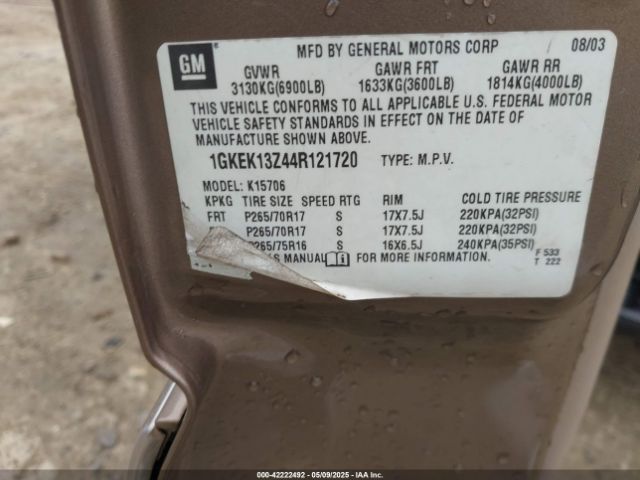 GM
MFD BY GENERAL MOTORS CORP 08/03
GVWR GAWR FRT GAWR RR
3130KG(6900LB) 1633KG(3600LB) 1814KG(4000LB)
THIS VEHICLE CONFORMS TO ALL APPLICABLE U.S. FEDERAL MOTOR
VEHICLE SAFETY STANDARDS IN EFFECT ON THE DATE OF
MANUFACTURE SHOWN ABOVE.
1GKEK13Z44R121720 TYPE: M.P.V.
MODEL: K15706
KPKG TIRE SIZE SPEED RTG RIM COLD TIRE PRESSURE
FRT P265/70R17 S 17X7.5J 220KPA(32PSI)
P265/70R17 S 17X7.5J 220KPA(32PSI)
P265/75R16 S 16X6.5J 240KPA(35PSI)
MANUAL FOR MORE INFORMATION.
F 533
T 222
000-42222492 - 05/09/2025 - IAA Inc.